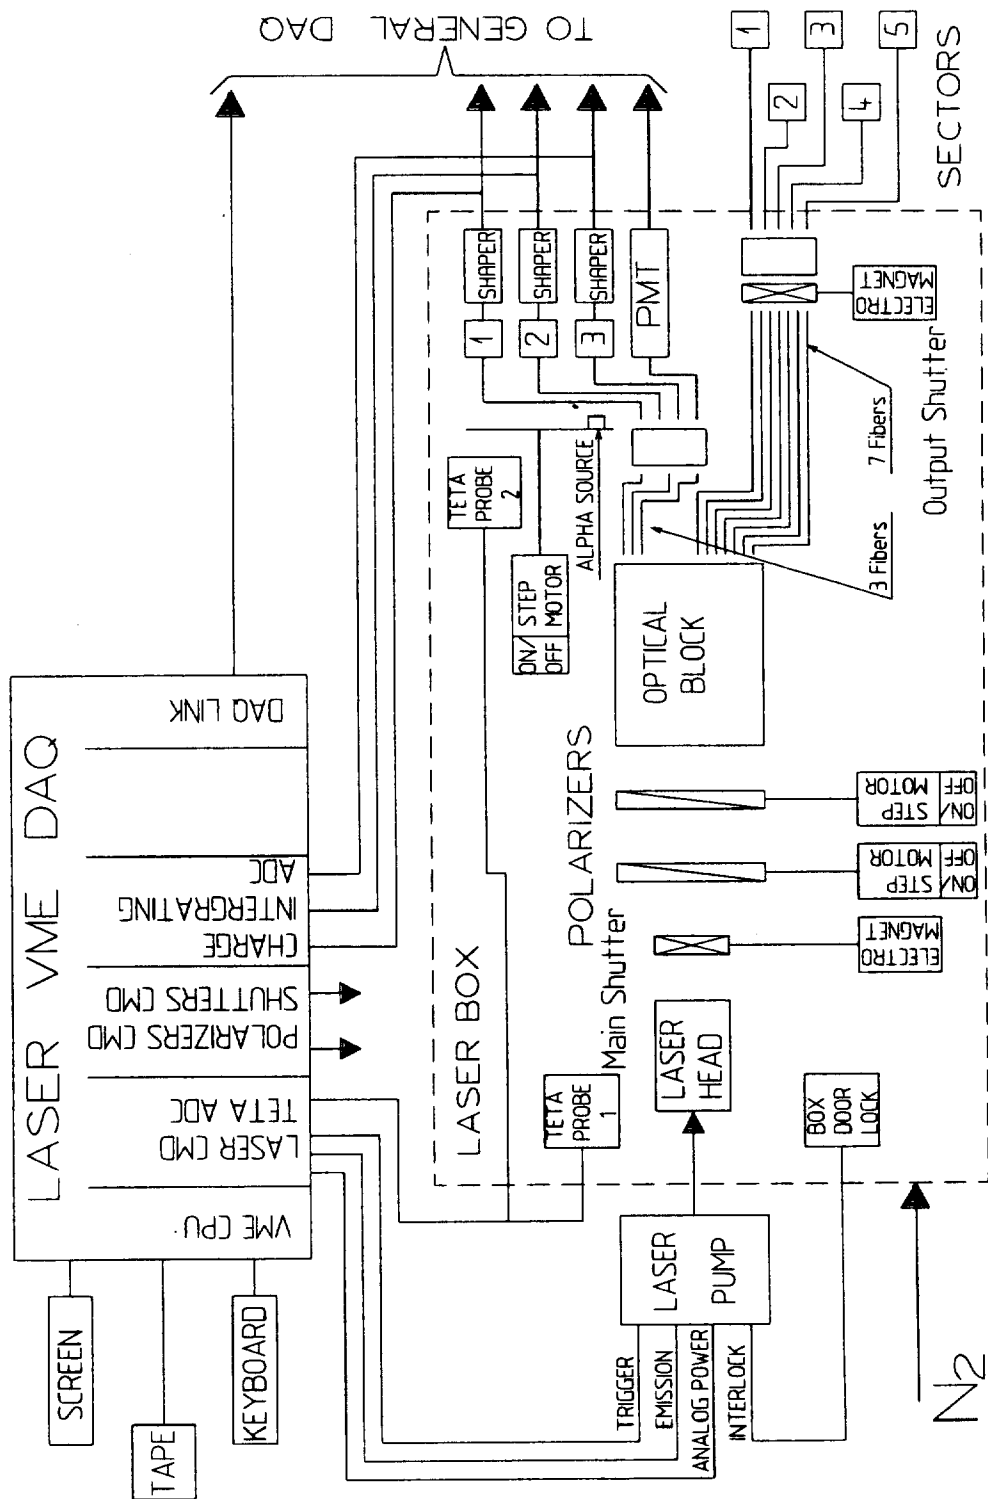 LASER VME DAQ
SCREEN
TAPE
KEYBOARD
VME CPU
LASER CMD
TETA ADC
POLARIZERS CMD
SHUTTERS CMD
CHARGE
INTERGRATING
ADC
DAQ LINK
TO GENERAL
DAQ
LASER BOX
TRIGGER
EMISSION
ANALOG POWER
INTERLOCK
LASER
PUMP
N2
TETA
PROBE
1
LASER
HEAD
BOX
DOOR
LOCK
Main Shutter
ELECTRO
MAGNET
POLARIZERS
ON/
OFF
STEP
MOTOR
ON/
OFF
STEP
MOTOR
OPTICAL
BLOCK
TETA
PROBE
2
ON/
OFF
STEP
MOTOR
ALPHA SOURCE
3 Fibers
7 Fibers
1
SHAPER
2
SHAPER
3
SHAPER
PMT
ELECTRO
MAGNET
Output Shutter
1
2
3
4
5
SECTORS